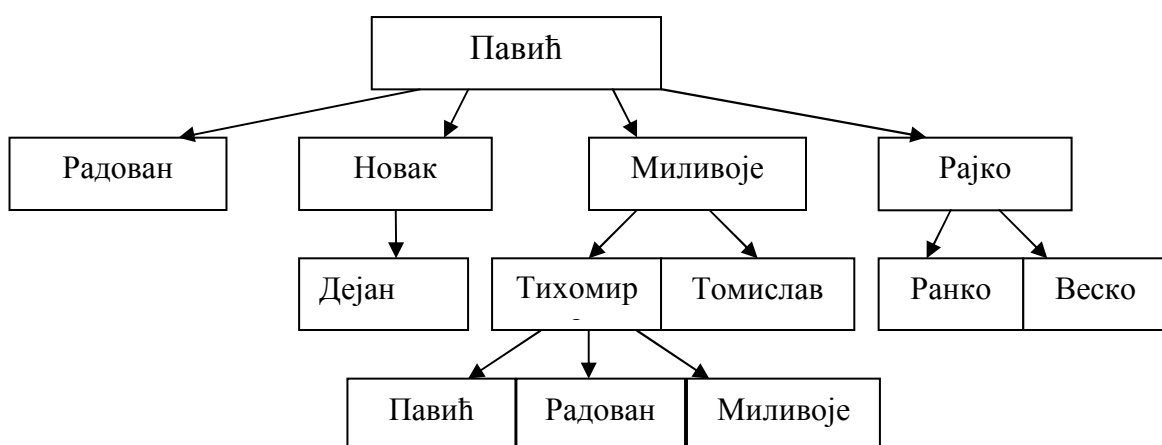 Павић
Радован
Новак
Миливоје
Рајко
Дејан
Тихомир
Томислав
Ранко
Веско
Павић
Радован
Миливоје